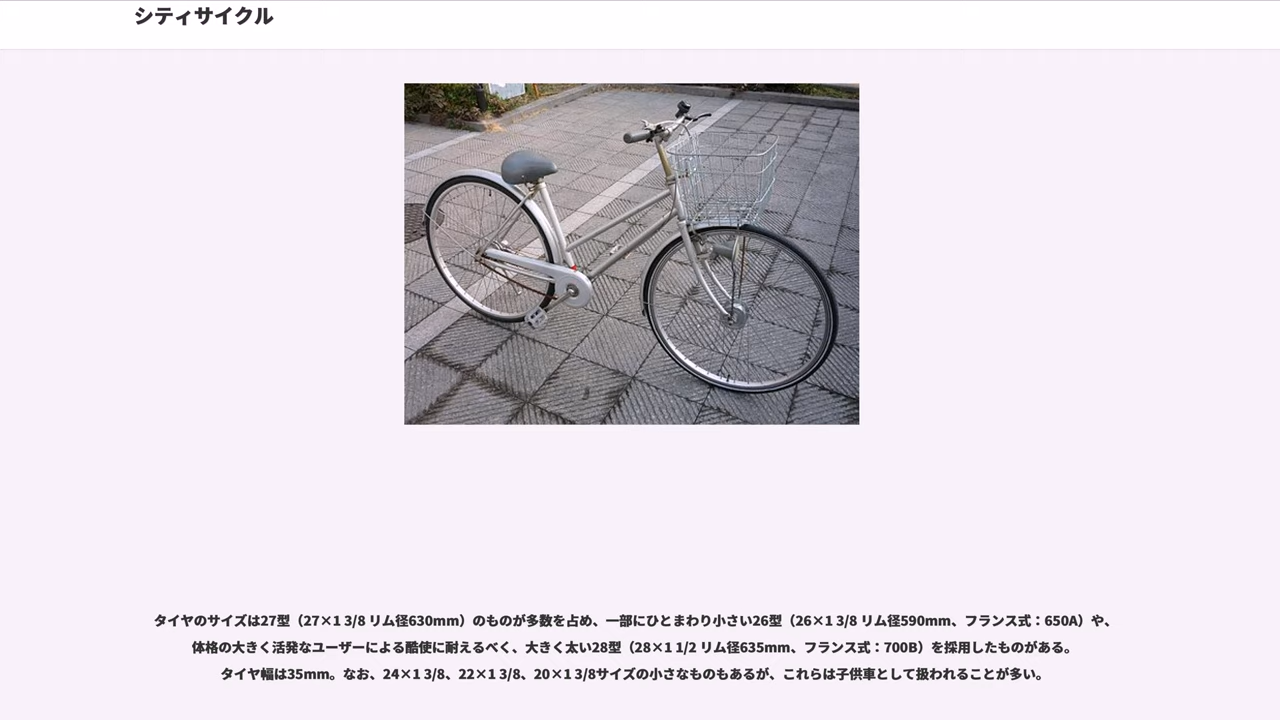 シティサイクル
タイヤのサイズは27型（27×1 3/8 リム径630mm）のものが多数を占め、一部にひとまわり小さい26型（26×1 3/8 リム径590mm、フランス式：650A）や、
体格の大きく活発なユーザーによる酷使に耐えるべく、大きく太い28型（28×1 1/2 リム径635mm、フランス式：700B）を採用したものがある。
タイヤ幅は35mm。なお、24×1 3/8、22×1 3/8、20×1 3/8サイズの小さなものもあるが、これらは子供車として扱われることが多い。